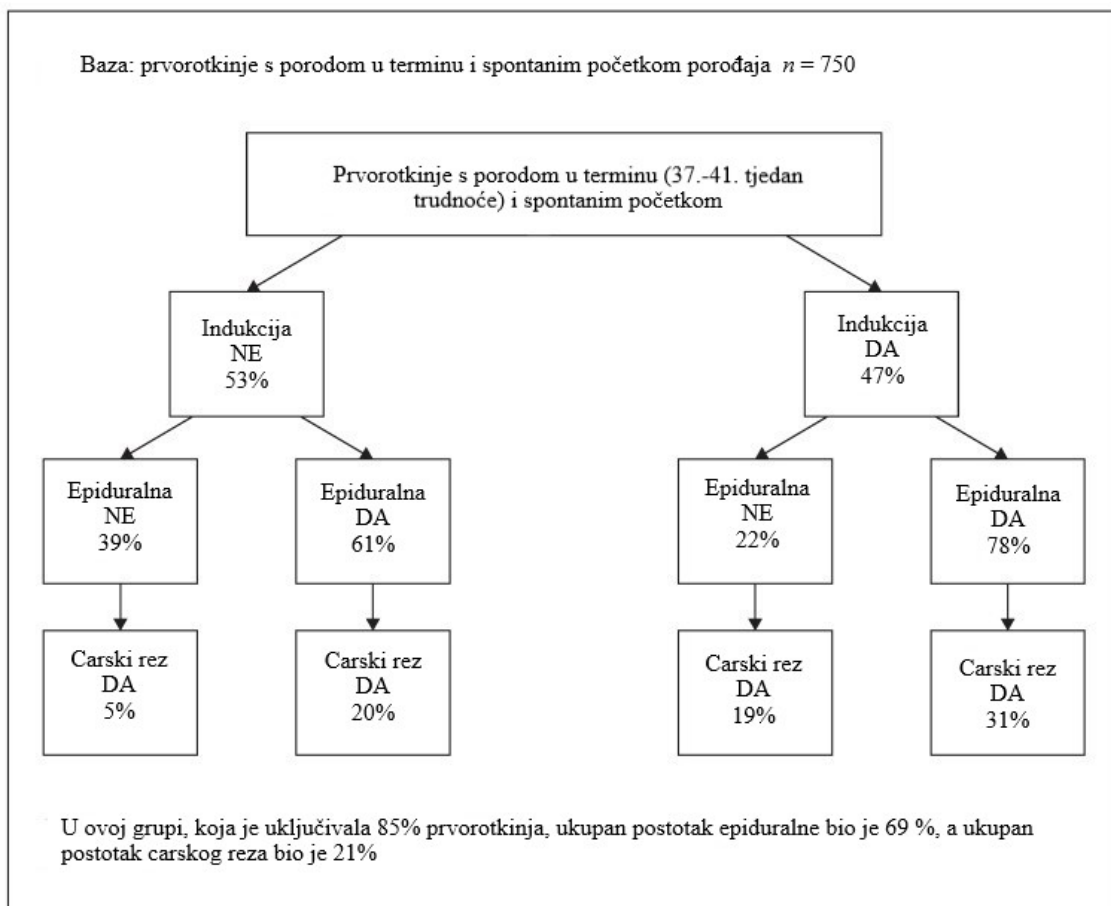 Baza: prvorotkinje s porodom u terminu i spontanim početkom porođaja n = 750
Prvorotkinje s porodom u terminu (37.-41. tjedan
trudnoće) i spontanim početkom
Indukcija
NE
53%
Indukcija
DA
47%
Epiduralna
NE
39%
Epiduralna
DA
61%
Epiduralna
NE
22%
Epiduralna
DA
78%
Carski rez
DA
5%
Carski rez
DA
20%
Carski rez
DA
19%
Carski rez
DA
31%
U ovoj grupi, koja je uključivala 85% prvorotkinja, ukupan postotak epiduralne bio je 69 %, a ukupan
postotak carskog reza bio je 21%